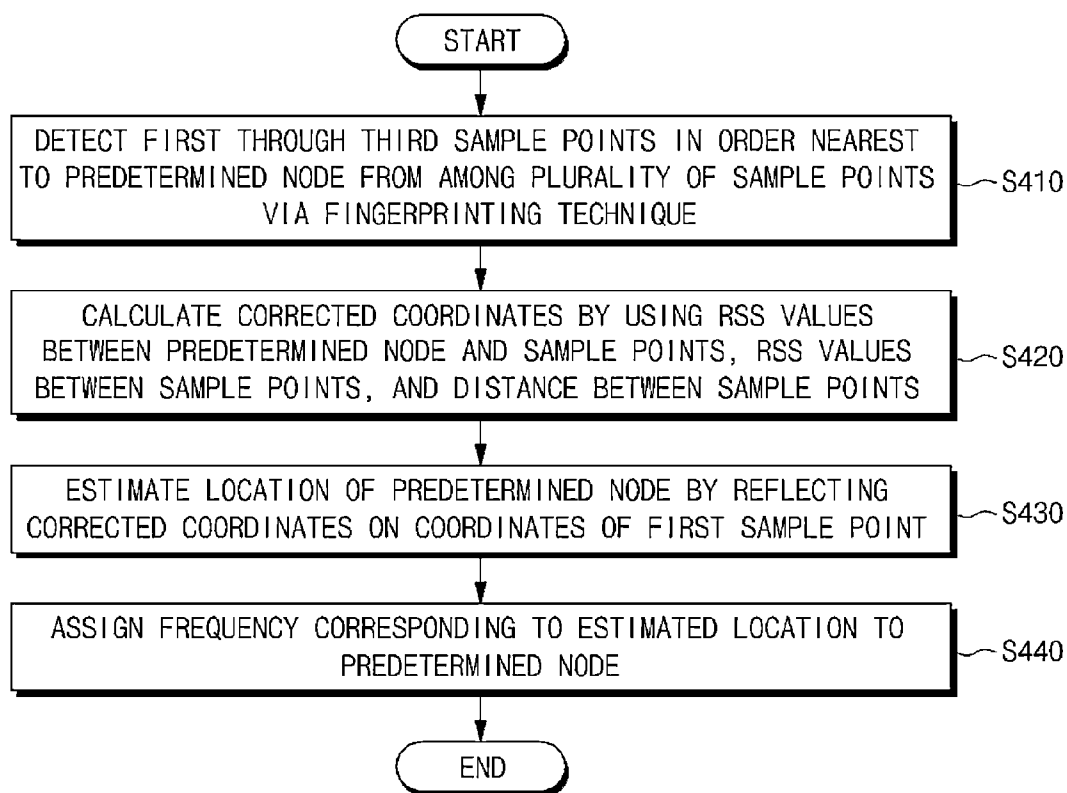 START
DETECT FIRST THROUGH THIRD SAMPLE POINTS IN ORDER NEAREST
TO PREDETERMINED NODE FROM AMONG PLURALITY OF SAMPLE POINTS
VIA FINGERPRINTING TECHNIQUE
S410
CALCULATE CORRECTED COORDINATES BY USING RSS VALUES
BETWEEN PREDETERMINED NODE AND SAMPLE POINTS, RSS VALUES
BETWEEN SAMPLE POINTS, AND DISTANCE BETWEEN SAMPLE POINTS
S420
ESTIMATE LOCATION OF PREDETERMINED NODE BY REFLECTING
CORRECTED COORDINATES ON COORDINATES OF FIRST SAMPLE POINT
S430
ASSIGN FREQUENCY CORRESPONDING TO ESTIMATED LOCATION TO
PREDETERMINED NODE
S440
END